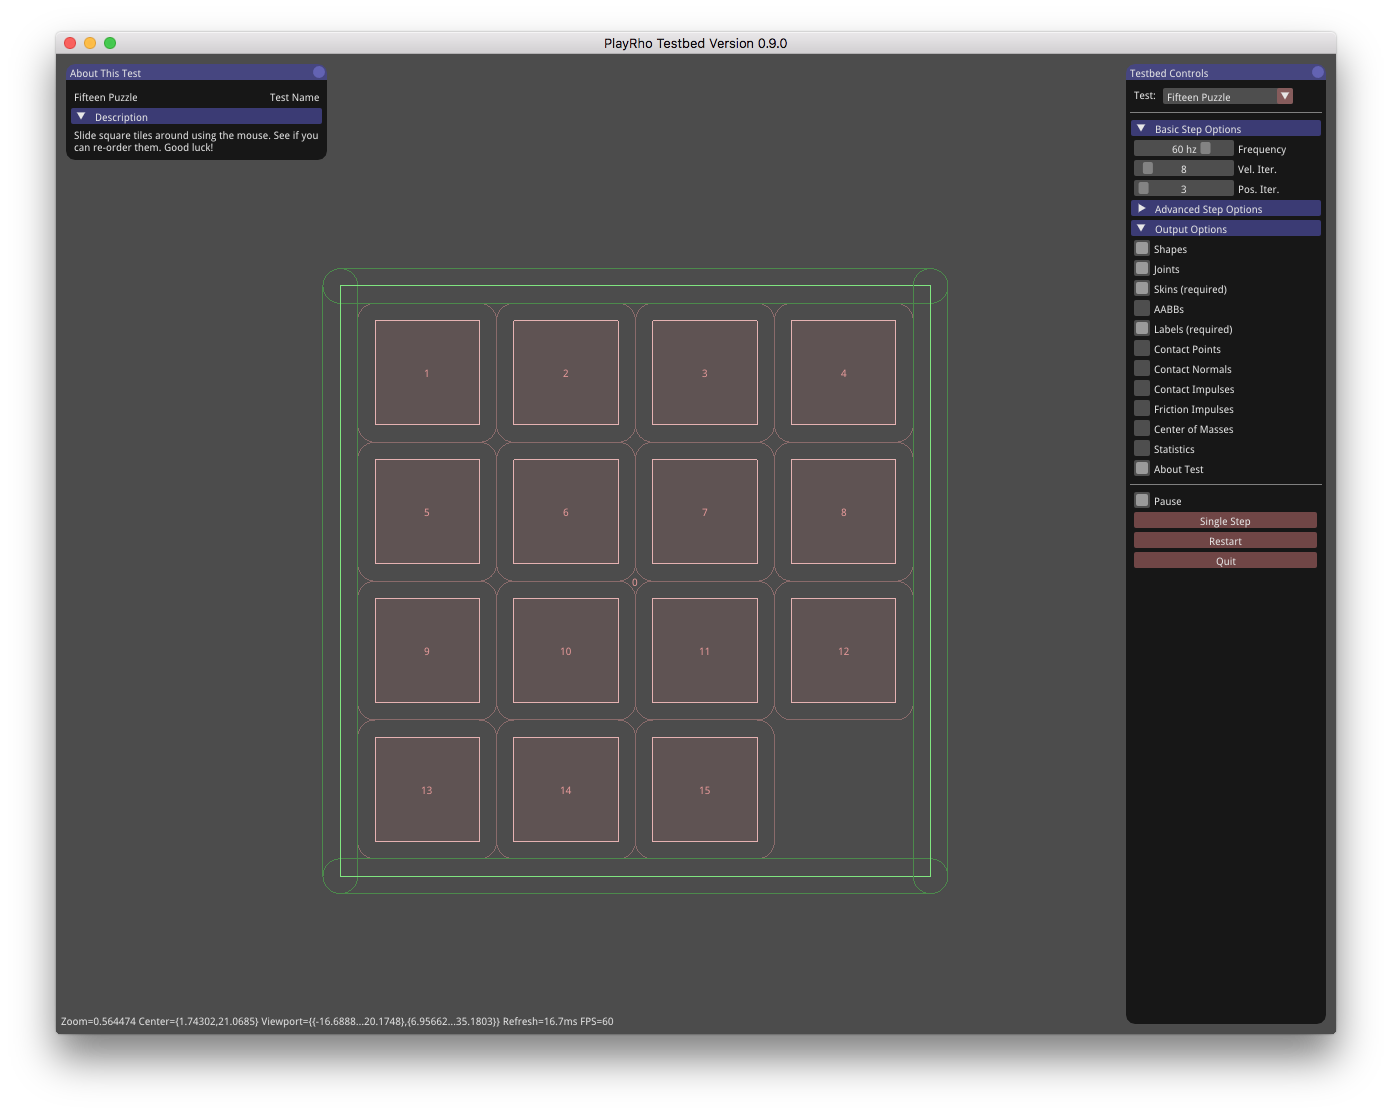 PlayRho Testbed Version 0.9.0
About This Test
Fifteen Puzzle Test Name
Description
Slide square tiles around using the mouse. See if you
can re-order them. Good luck!
Testbed Controls
Test: Fifteen Puzzle
Basic Step Options
60 hz Frequency
8 Vel. Iter.
3 Pos. Iter.
Advanced Step Options
Output Options
Shapes
Joints
Skins (required)
AABBs
Labels (required)
Contact Points
Contact Normals
Contact Impulses
Friction Impulses
Center of Masses
Statistics
About Test
Pause
Single Step
Restart
Quit
1 2 3 4
5 6 7 8
0
9 10 11 12
13 14 15
Zoom=0.564474 Center={1.74302,21.0685} Viewport={{-16.6888...20.1748},{6.95662...35.1803}} Refresh=16.7ms FPS=60